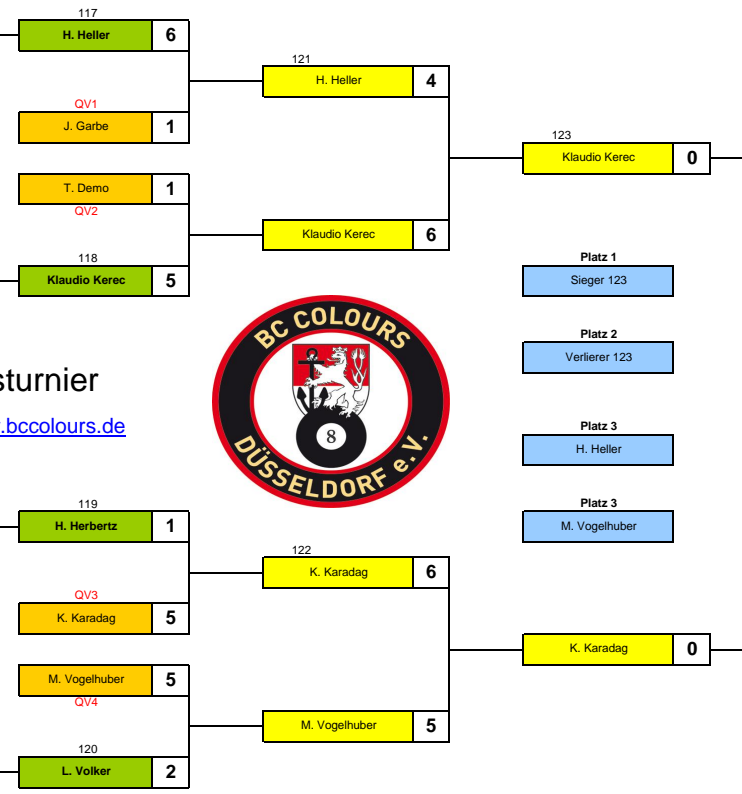 117
H. Heller 6
121
H. Heller 4
QV1
J. Garbe 1
123
Klaudio Kerec 0
T. Demo 1
QV2
Klaudio Kerec 6
118
Klaudio Kerec 5
Platz 1
Sieger 123
BC COLOURS
8
DÜSSELDORF e.V.
Platz 2
Verlierer 123
sturnier
.bccolours.de
Platz 3
H. Heller
Platz 3
M. Vogelhuber
119
H. Herbertz 1
122
K. Karadag 6
QV3
K. Karadag 5
K. Karadag 0
M. Vogelhuber 5
QV4
M. Vogelhuber 5
120
L. Volker 2